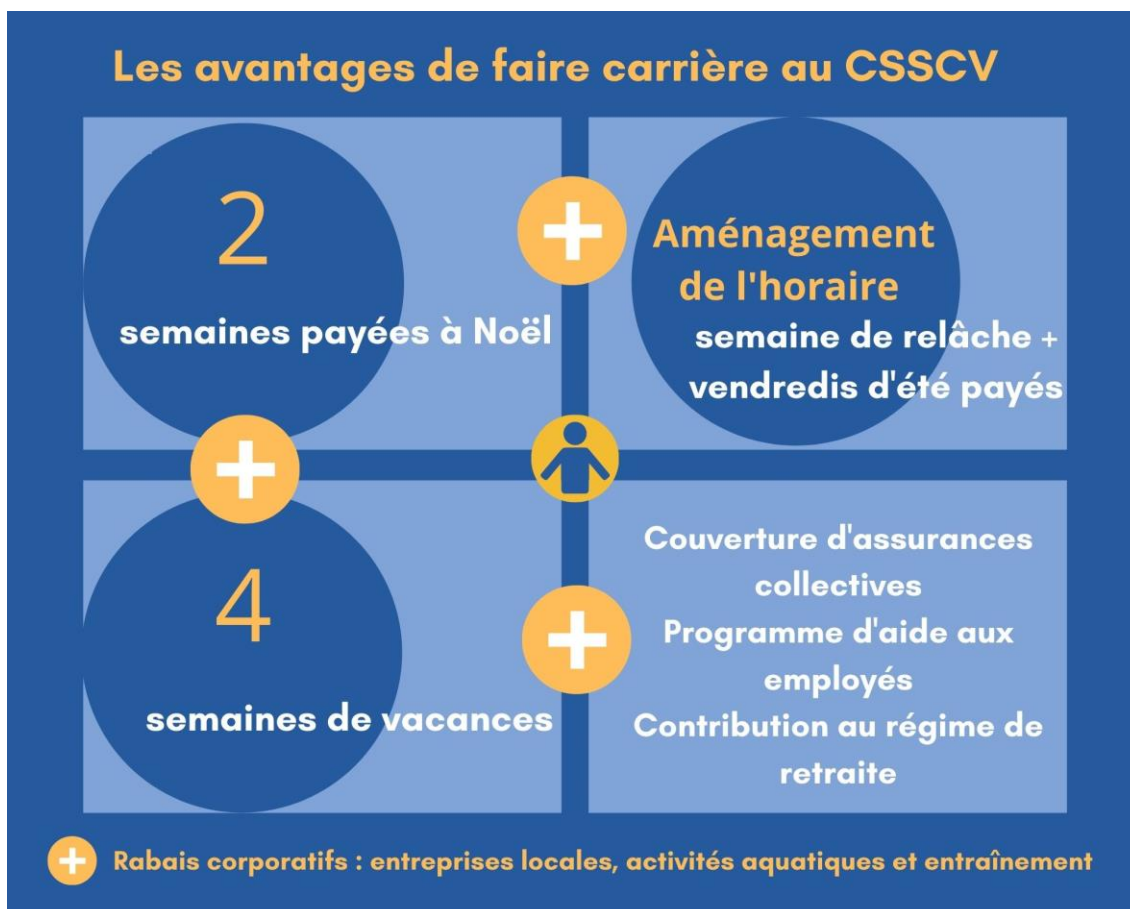 Les avantages de faire carrière au CSSCV
2
semaines payées à Noël
Aménagement
de l'horaire
semaine de relâche +
vendredis d'été payés
4
semaines de vacances
Couverture d'assurances
collectives
Programme d'aide aux
employés
Contribution au régime de
retraite
Rabais corporatifs : entreprises locales, activités aquatiques et entraînement